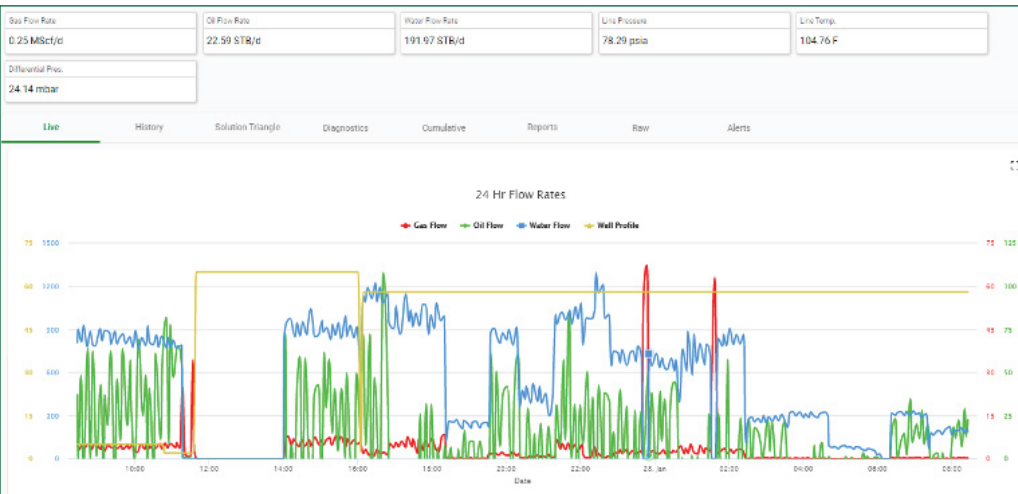 Gas Flow Rate Oil Flow Rate Water Flow Rate Line Pressure Line Temp.
0.25 MScf/d 22.59 STB/d 191.97 STB/d 78.29 psia 104.76 F
Differential Pres.
24.14 mbar
Live History Solution Triangle Diagnostics Cumulative Reports Raw Alerts
24 Hr Flow Rates
Gas Flow Oil Flow Water Flow Well Profile
75 1500 75 125
60 1200 60 100
45 900 45 75
30 600 30 50
15 300 15 25
0 0 0 0
10:00 12:00 14:00 16:00 18:00 20:00 22:00 28. Jan 02:00 04:00 06:00 08:00
Date